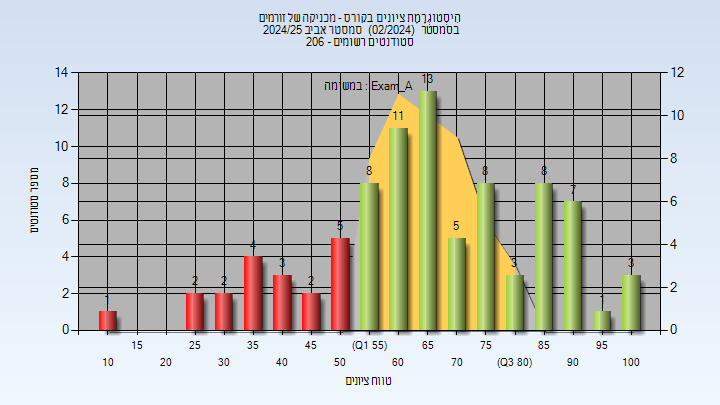 היסטוגרמת ציונים בקורס - מכניקה של זורמים
בסמסטר (02/2024) סמסטר אביב 2024/25
סטודנטים רשומים - 206
במשימה : Exam_A
מספר סטודנטים
14 12 10 8 6 4 2 0
12 10 8 6 4 2 0
1 2 2 4 3 2 5 8 11 13 5 8 3 8 7 1 3
15 25 35 45 (Q1 55) 65 75 85 95
10 20 30 40 50 60 70 (Q3 80) 90 100
טווח ציונים